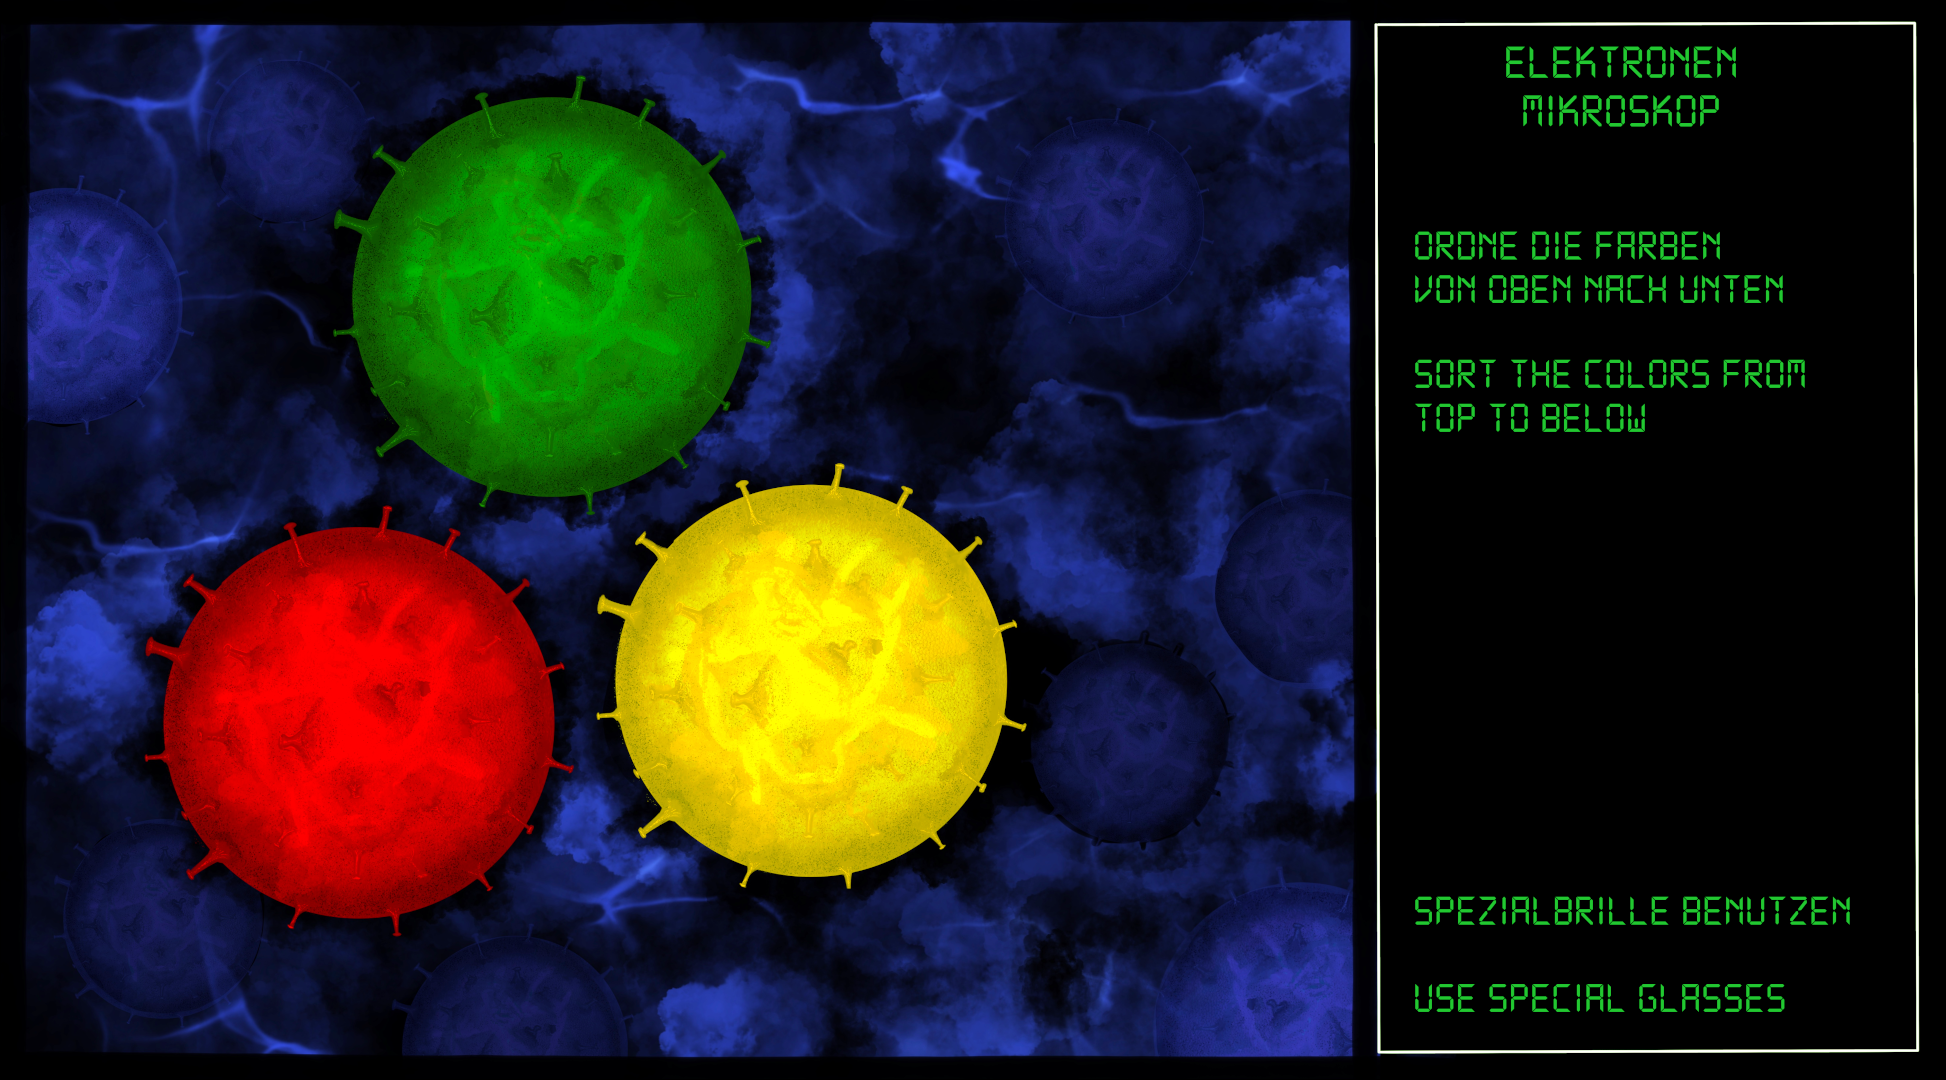 ELEKTRONEN
MIKROSKOP
ORDNE DIE FARBEN
VON OBEN NACH UNTEN
SORT THE COLORS FROM
TOP TO BELOW
SPEZIALBRILLE BENUTZEN
USE SPECIAL GLASSES